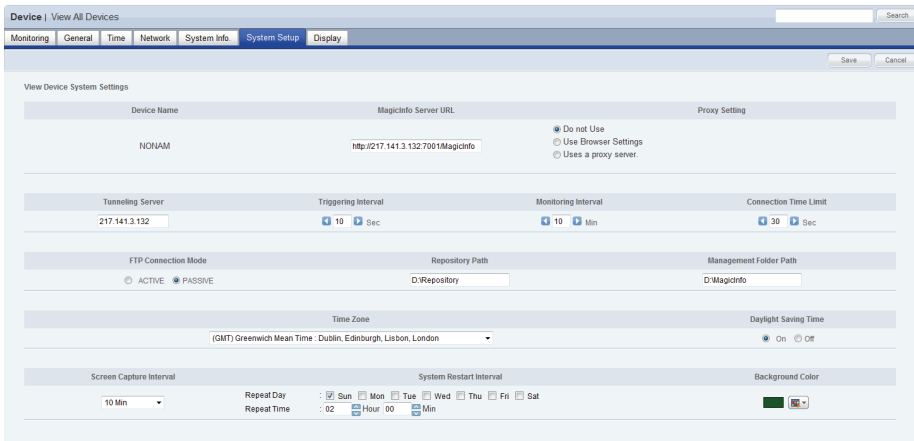 Device | View All Devices
Search
Monitoring General Time Network System Info. System Setup Display
Save Cancel
View Device System Settings
Device Name MagicInfo Server URL Proxy Setting
NONAM http://217.141.3.132:7001/MagicInfo
Do not Use
Use Browser Settings
Uses a proxy server.
Tunneling Server Triggering Interval Monitoring Interval Connection Time Limit
217.141.3.132 10 Sec 10 Min 30 Sec
FTP Connection Mode Repository Path Management Folder Path
ACTIVE PASSIVE D:\Repository D:\MagicInfo
Time Zone Daylight Saving Time
(GMT) Greenwich Mean Time : Dublin, Edinburgh, Lisbon, London On Off
Screen Capture Interval System Restart Interval Background Color
10 Min
Repeat Day : Sun Mon Tue Wed Thu Fri Sat
Repeat Time : 02 Hour 00 Min